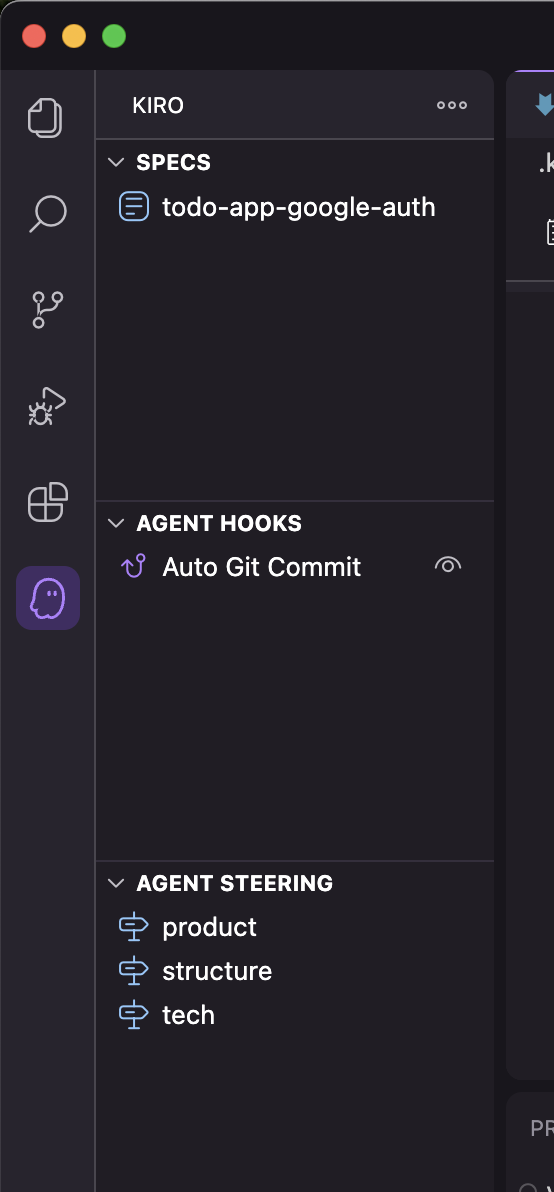 KIRO
SPECS
todo-app-google-auth
AGENT HOOKS
Auto Git Commit
AGENT STEERING
product
structure
tech
.k
PR